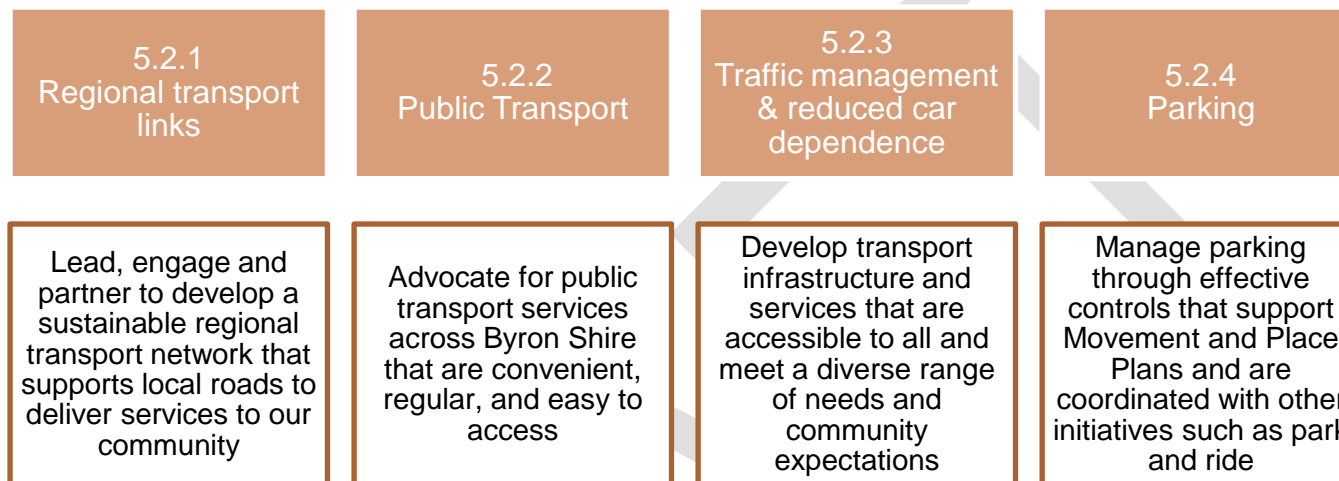 5.2.1
Regional transport
links
5.2.2
Public Transport
5.2.3
Traffic management
& reduced car
dependence
5.2.4
Parking
Lead, engage and
partner to develop a
sustainable regional
transport network that
supports local roads to
deliver services to our
community
Advocate for public
transport services
across Byron Shire
that are convenient,
regular, and easy to
access
Develop transport
infrastructure and
services that are
accessible to all and
meet a diverse range
of needs and
community
expectations
Manage parking
through effective
controls that support
Movement and Place
Plans and are
coordinated with other
initiatives such as park
and ride